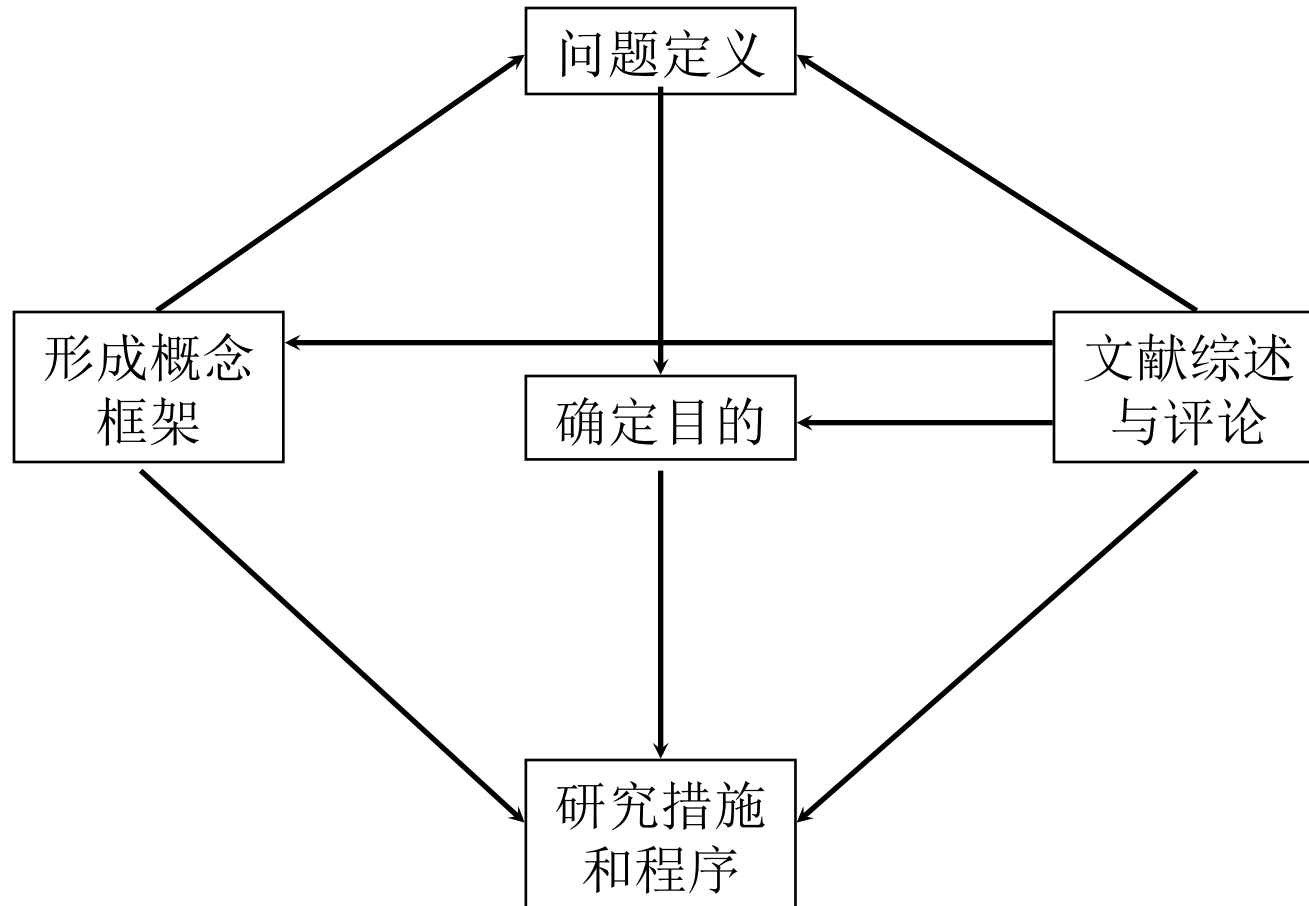 问题定义
形成概念
框架
确定目的
文献综述
与评论
研究措施
和程序